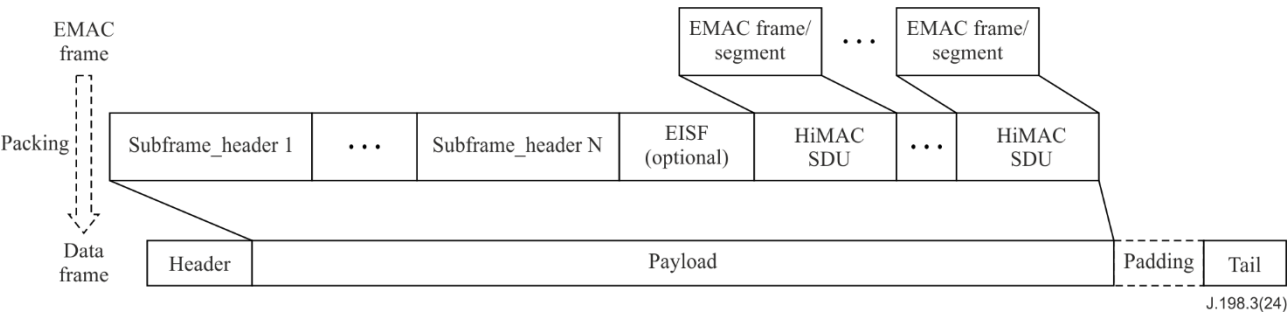 EMAC
frame
EMAC frame/
segment
• • •
EMAC frame/
segment
Packing
Subframe_header 1
• • •
Subframe_header N
EISF
(optional)
HiMAC
SDU
• • •
HiMAC
SDU
Data
frame
Header
Payload
Padding
Tail
J.198.3(24)